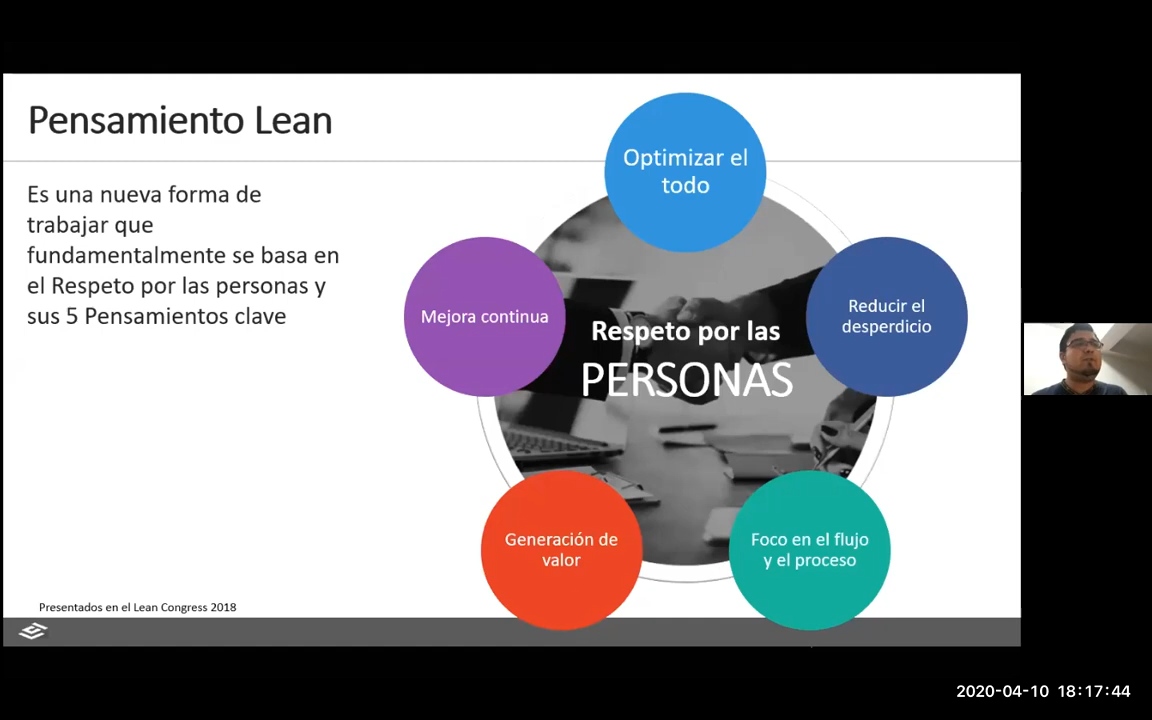 Pensamiento Lean
Es una nueva forma de
trabajar que
fundamentalmente se basa en
el Respeto por las personas y
sus 5 Pensamientos clave
Optimizar el
todo
Mejora continua
Reducir el
desperdicio
Respeto por las
PERSONAS
Generación de
valor
Foco en el flujo
y el proceso
Presentados en el Lean Congress 2018
2020-04-10 18:17:44